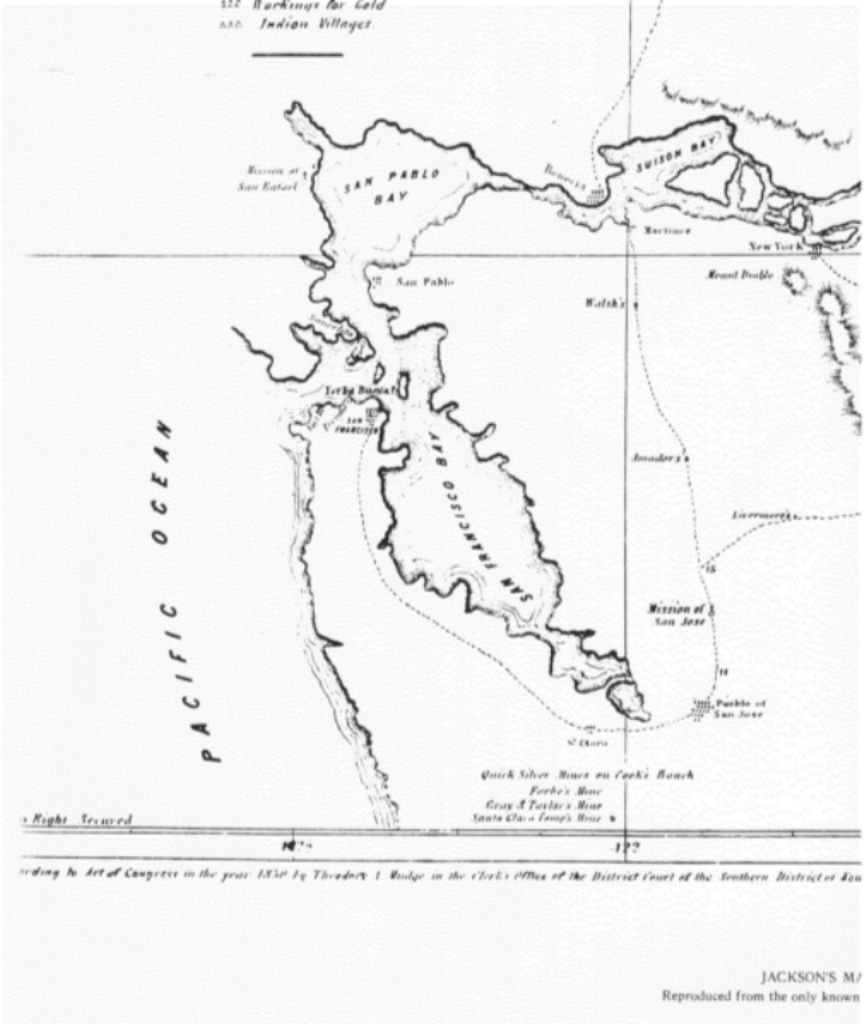 Workings for Gold
Indian Villages.
SUISON BAY
Mission of
San Rafael
SAN PABLO
BAY
Benecia
Martinez
New York
San Pablo
Mount Diablo
Walsh's
SAN
FRANCISCO
SAN FRANCISCO BAY
PACIFIC OCEAN
Amador's
Livermore's
15
Mission of
San Jose
14
Pueblo of
San Jose
St Clara
Quick Silver Mines on Cook's Ranch
Forbe's Mine
Gray & Taylor's Mine
Santa Clara Comp's Mine
Right Secured
122
rding to Act of Congress in the year 1850 by Theodore A. Mudge in the Clerk's Office of the District Court of the Southern District of
JACKSON'S MA
Reproduced from the only known